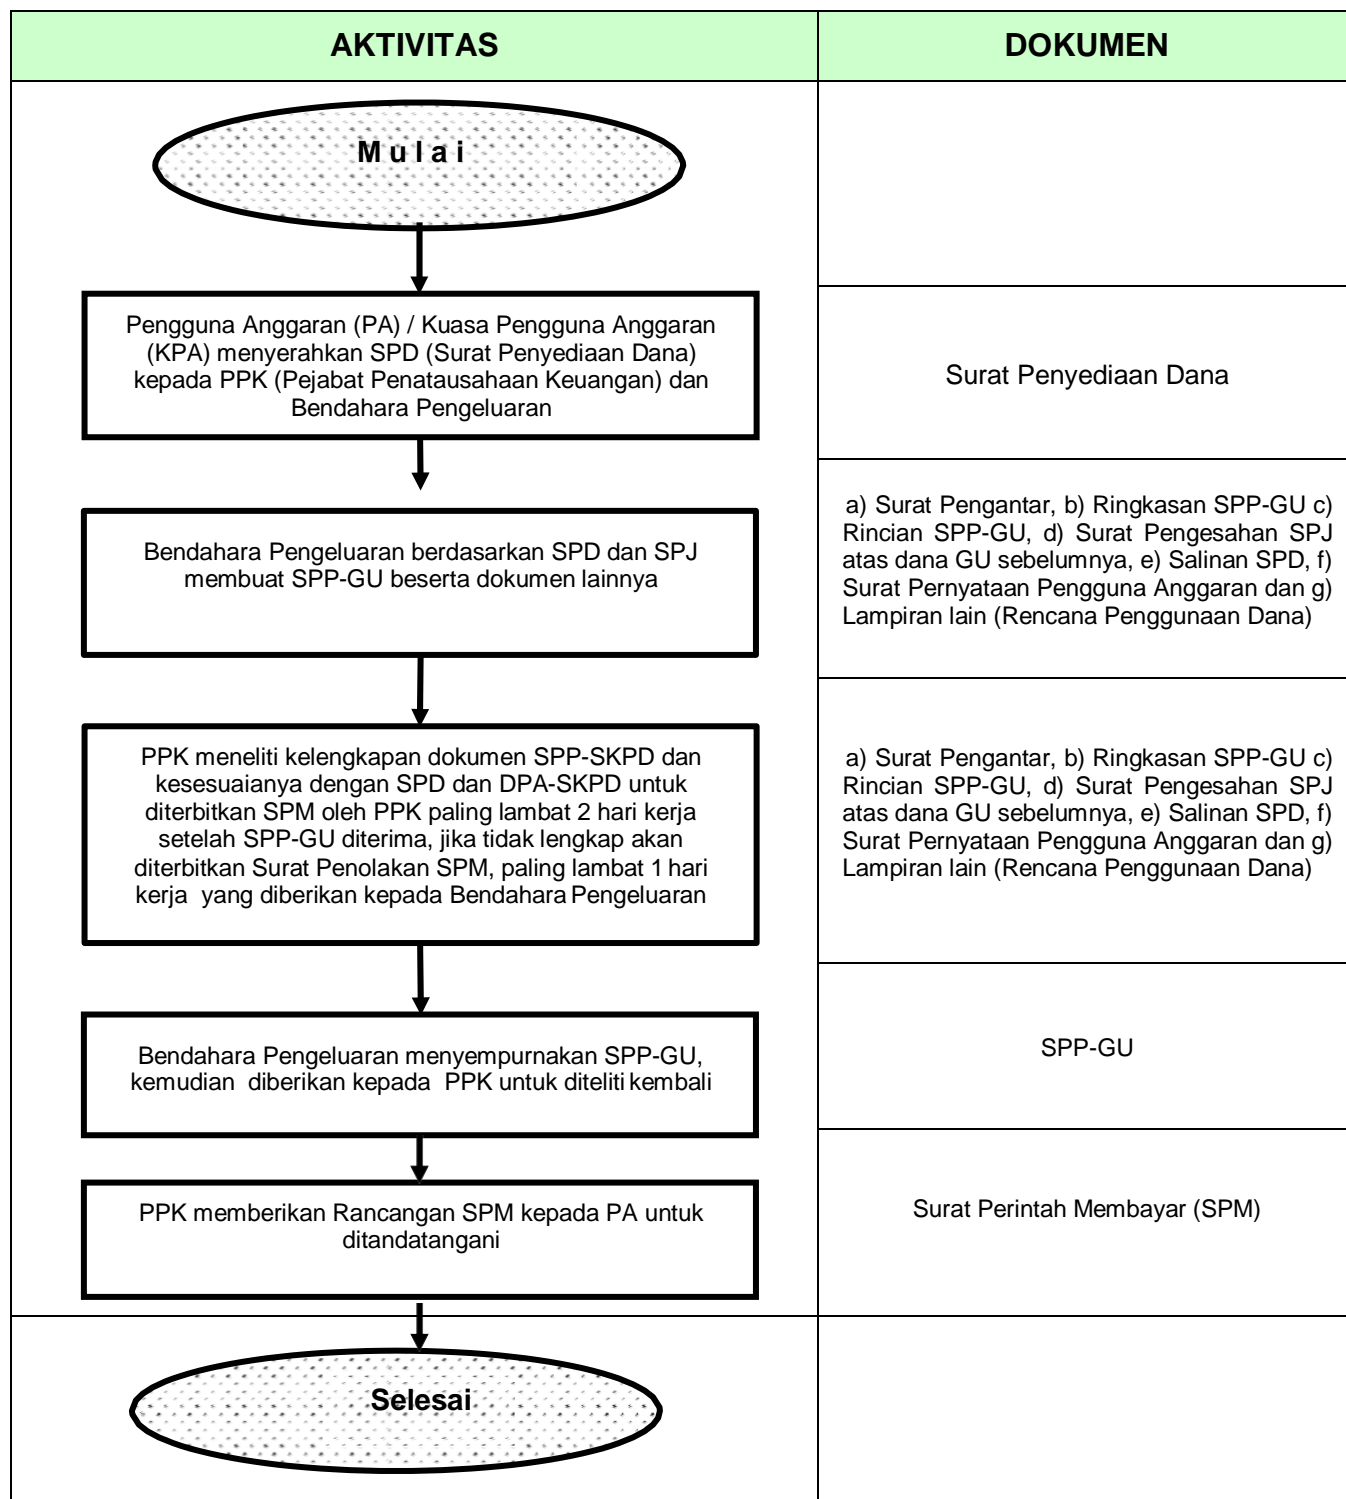 AKTIVITAS
DOKUMEN
M u l a i
Pengguna Anggaran (PA) / Kuasa Pengguna Anggaran
(KPA) menyerahkan SPD (Surat Penyediaan Dana)
kepada PPK (Pejabat Penatausahaan Keuangan) dan
Bendahara Pengeluaran
Surat Penyediaan Dana
Bendahara Pengeluaran berdasarkan SPD dan SPJ
membuat SPP-GU beserta dokumen lainnya
a) Surat Pengantar, b) Ringkasan SPP-GU c)
Rincian SPP-GU, d) Surat Pengesahan SPJ
atas dana GU sebelumnya, e) Salinan SPD, f)
Surat Pernyataan Pengguna Anggaran dan g)
Lampiran lain (Rencana Penggunaan Dana)
PPK meneliti kelengkapan dokumen SPP-SKPD dan
kesesuaianya dengan SPD dan DPA-SKPD untuk
diterbitkan SPM oleh PPK paling lambat 2 hari kerja
setelah SPP-GU diterima, jika tidak lengkap akan
diterbitkan Surat Penolakan SPM, paling lambat 1 hari
kerja yang diberikan kepada Bendahara Pengeluaran
a) Surat Pengantar, b) Ringkasan SPP-GU c)
Rincian SPP-GU, d) Surat Pengesahan SPJ
atas dana GU sebelumnya, e) Salinan SPD, f)
Surat Pernyataan Pengguna Anggaran dan g)
Lampiran lain (Rencana Penggunaan Dana)
Bendahara Pengeluaran menyempurnakan SPP-GU,
kemudian diberikan kepada PPK untuk diteliti kembali
SPP-GU
PPK memberikan Rancangan SPM kepada PA untuk
ditandatangani
Surat Perintah Membayar (SPM)
Selesai